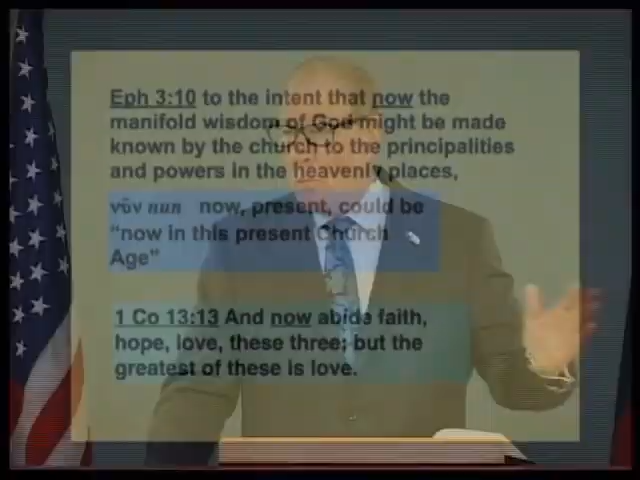 Eph 3:10 to the intent that now the
manifold wisdom of God might be made
known by the church to the principalities
and powers in the heavenly places,
νῦν nun now, present, could be
“now in this present Church
Age”
1 Co 13:13 And now abide faith,
hope, love, these three; but the
greatest of these is love.